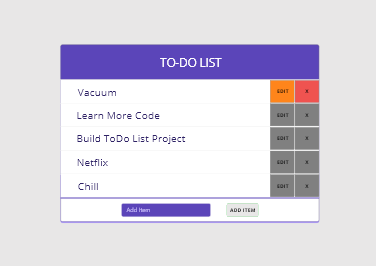 TO-DO LIST
Vacuum EDIT X
Learn More Code EDIT X
Build ToDo List Project EDIT X
Netflix EDIT X
Chill EDIT X
Add Item ADD ITEM